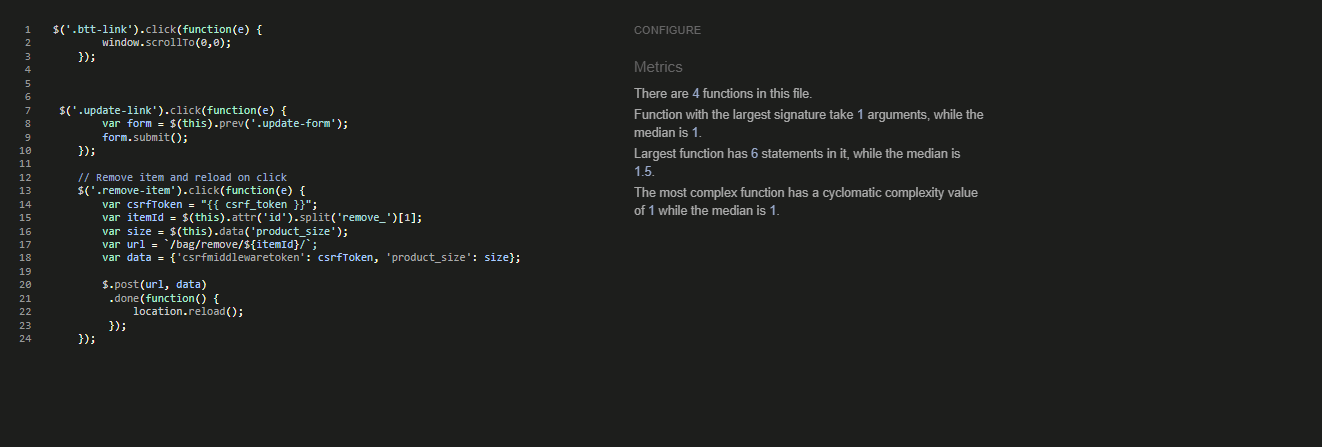 1 $('.btt-link').click(function(e) {
2 window.scrollTo(0,0);
3 });
4
5
6
7 $('.update-link').click(function(e) {
8 var form = $(this).prev('.update-form');
9 form.submit();
10 });
11
12 // Remove item and reload on click
13 $('.remove-item').click(function(e) {
14 var csrfToken = "{{ csrf_token }}";
15 var itemId = $(this).attr('id').split('remove_')[1];
16 var size = $(this).data('product_size');
17 var url = `/bag/remove/${itemId}/`;
18 var data = {'csrfmiddlewaretoken': csrfToken, 'product_size': size};
19
20 $.post(url, data)
21 .done(function() {
22 location.reload();
23 });
24 });
CONFIGURE
Metrics
There are 4 functions in this file.
Function with the largest signature take 1 arguments, while the
median is 1.
Largest function has 6 statements in it, while the median is
1.5.
The most complex function has a cyclomatic complexity value
of 1 while the median is 1.